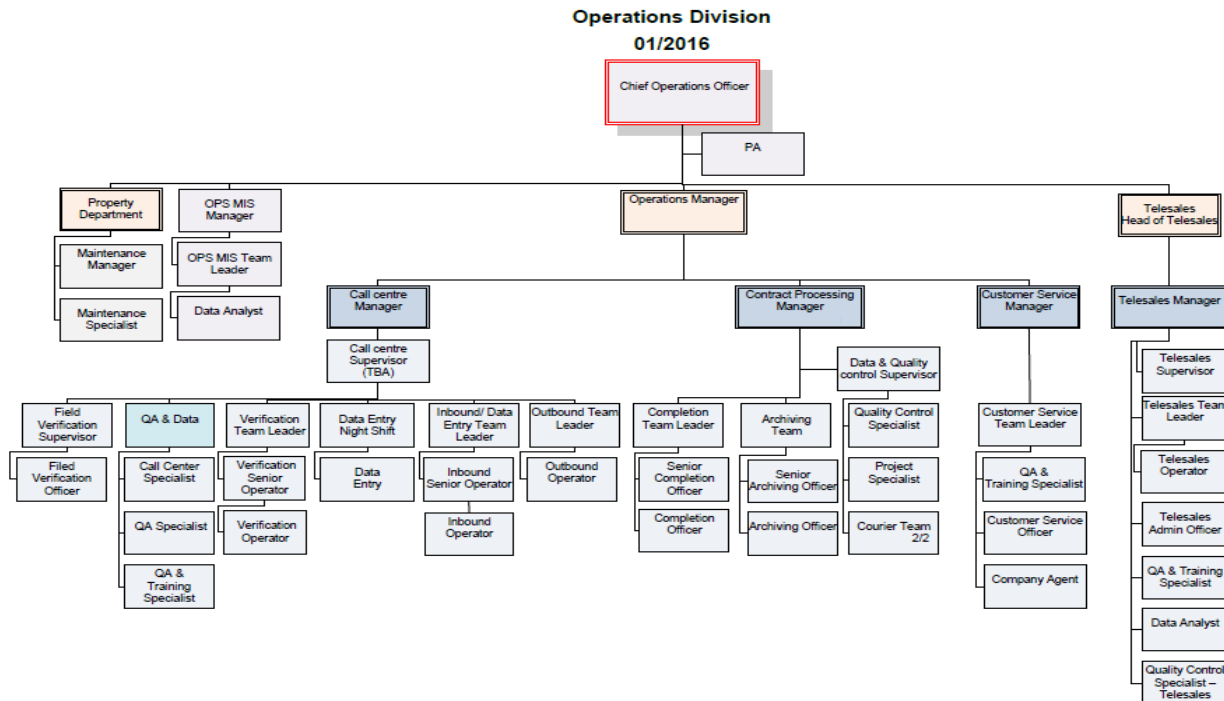 Operations Division
01/2016
Chief Operations Officer
PA
Property
Department
OPS MIS
Manager
Operations Manager
Telesales
Head of Telesales
Maintenance
Manager
OPS MIS Team
Leader
Maintenance
Specialist
Data Analyst
Call centre
Manager
Contract Processing
Manager
Customer Service
Manager
Telesales Manager
Call centre
Supervisor
(TBA)
Data & Quality
control Supervisor
Telesales
Supervisor
Field
Verification
Supervisor
QA & Data
Verification
Team Leader
Data Entry
Night Shift
Inbound/ Data
Entry Team
Leader
Outbound Team
Leader
Completion
Team Leader
Archiving
Team
Quality Control
Specialist
Customer Service
Team Leader
Telesales Team
Leader
Filed
Verification
Officer
Call Center
Specialist
Verification
Senior
Operator
Data
Entry
Inbound
Senior Operator
Outbound
Operator
Senior
Completion
Officer
Senior
Archiving Officer
Project
Specialist
QA &
Training Specialist
Telesales
Operator
QA Specialist
Verification
Operator
Inbound
Operator
Completion
Officer
Archiving Officer
Courier Team
2/2
Customer Service
Officer
Telesales
Admin Officer
QA &
Training
Specialist
Company Agent
QA & Training
Specialist
Data Analyst
Quality Control
Specialist –
Telesales